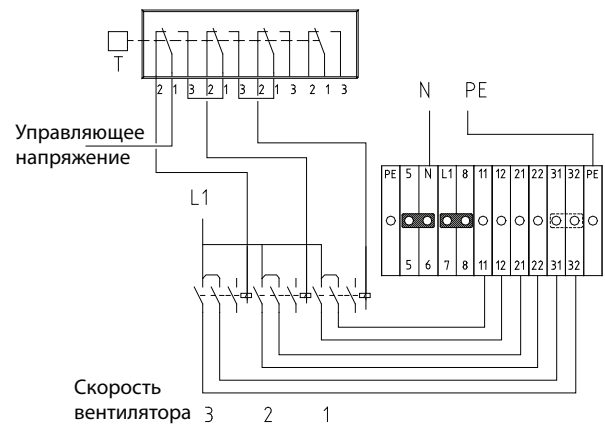 T
2 1 3 2 1 3 2 1 3 2 1 3
Управляющее
напряжение
N PE
L1
PE 5 N L1 8 11 12 21 22 31 32 PE
5 6 7 8 11 12 21 22 31 32
Скорость
вентилятора 3 2 1